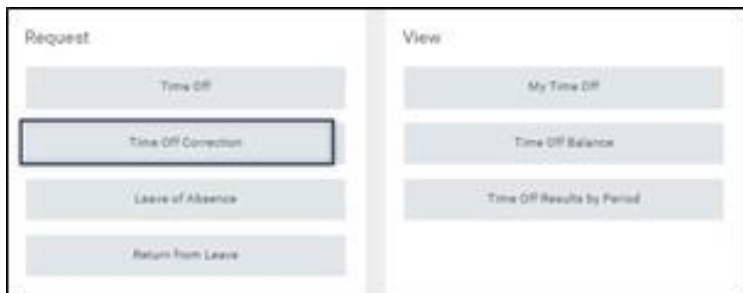 Request
Time Off
Time Off Correction
Leave of Absence
Return from Leave
View
My Time Off
Time Off Balance
Time Off Results by Period